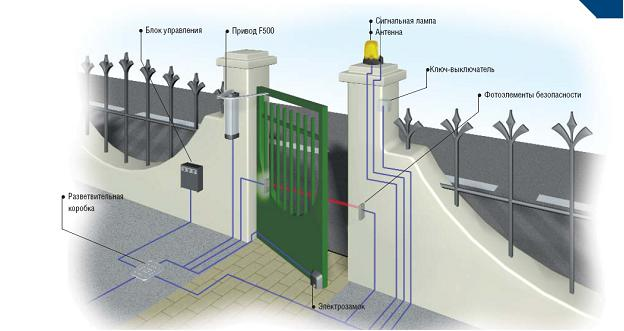 Блок управления
Привод F500
Сигнальная лампа
Антенна
Ключ-выключатель
Фотоэлементы безопасности
Разветвительная
коробка
Электрозамок